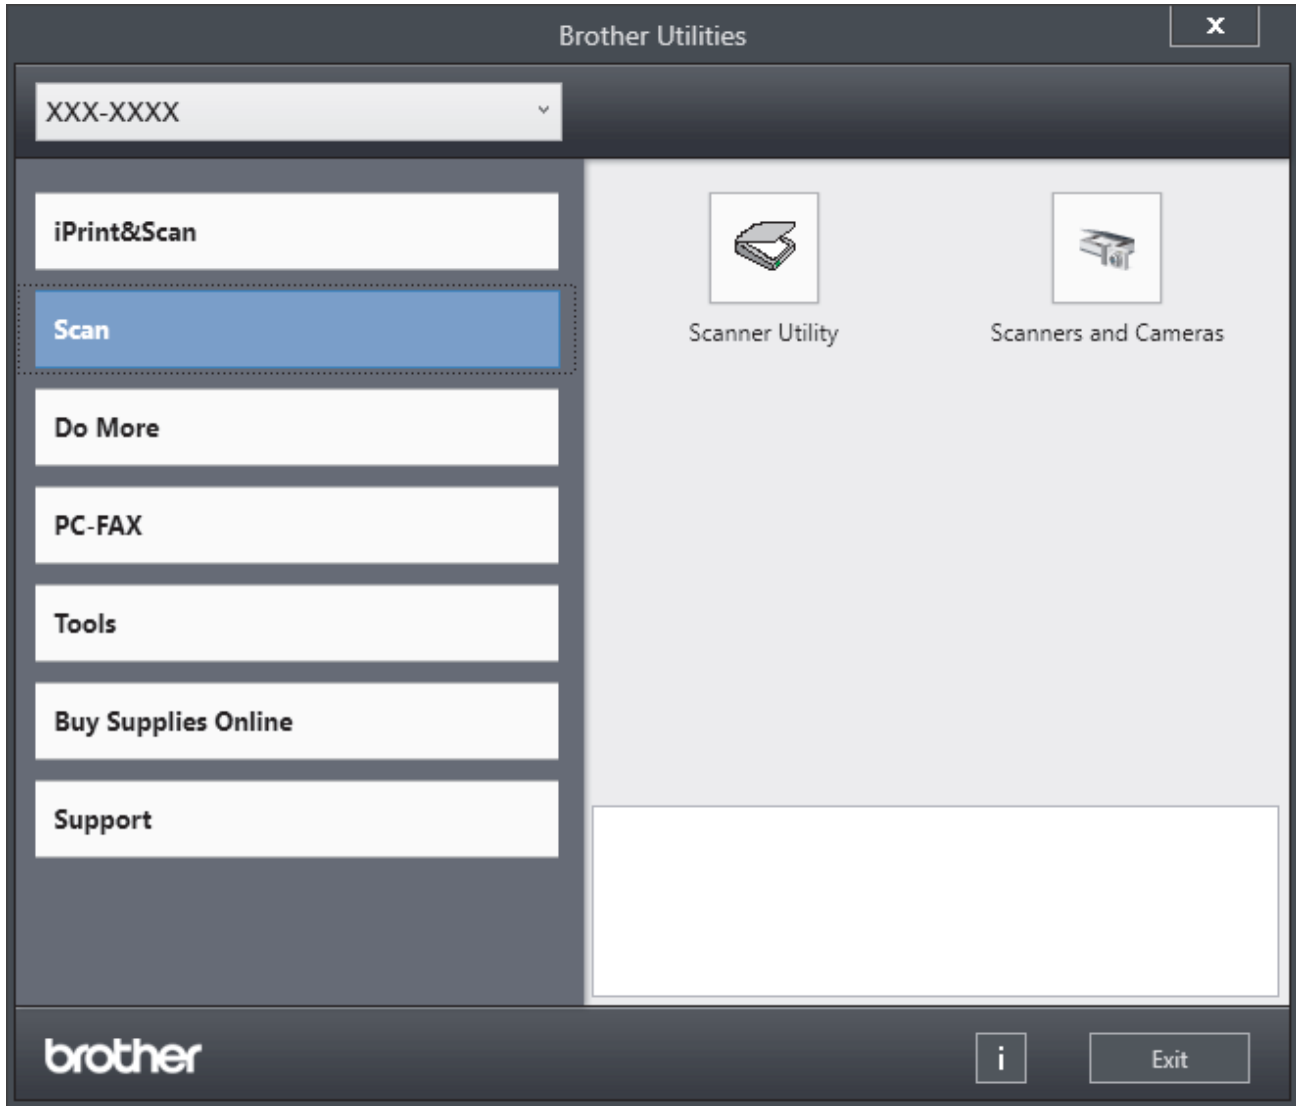 Brother Utilities
X
XXX-XXXX
iPrint&Scan
Scan
Do More
PC-FAX
Tools
Buy Supplies Online
Support
Scanner Utility
Scanners and Cameras
brother
i
Exit